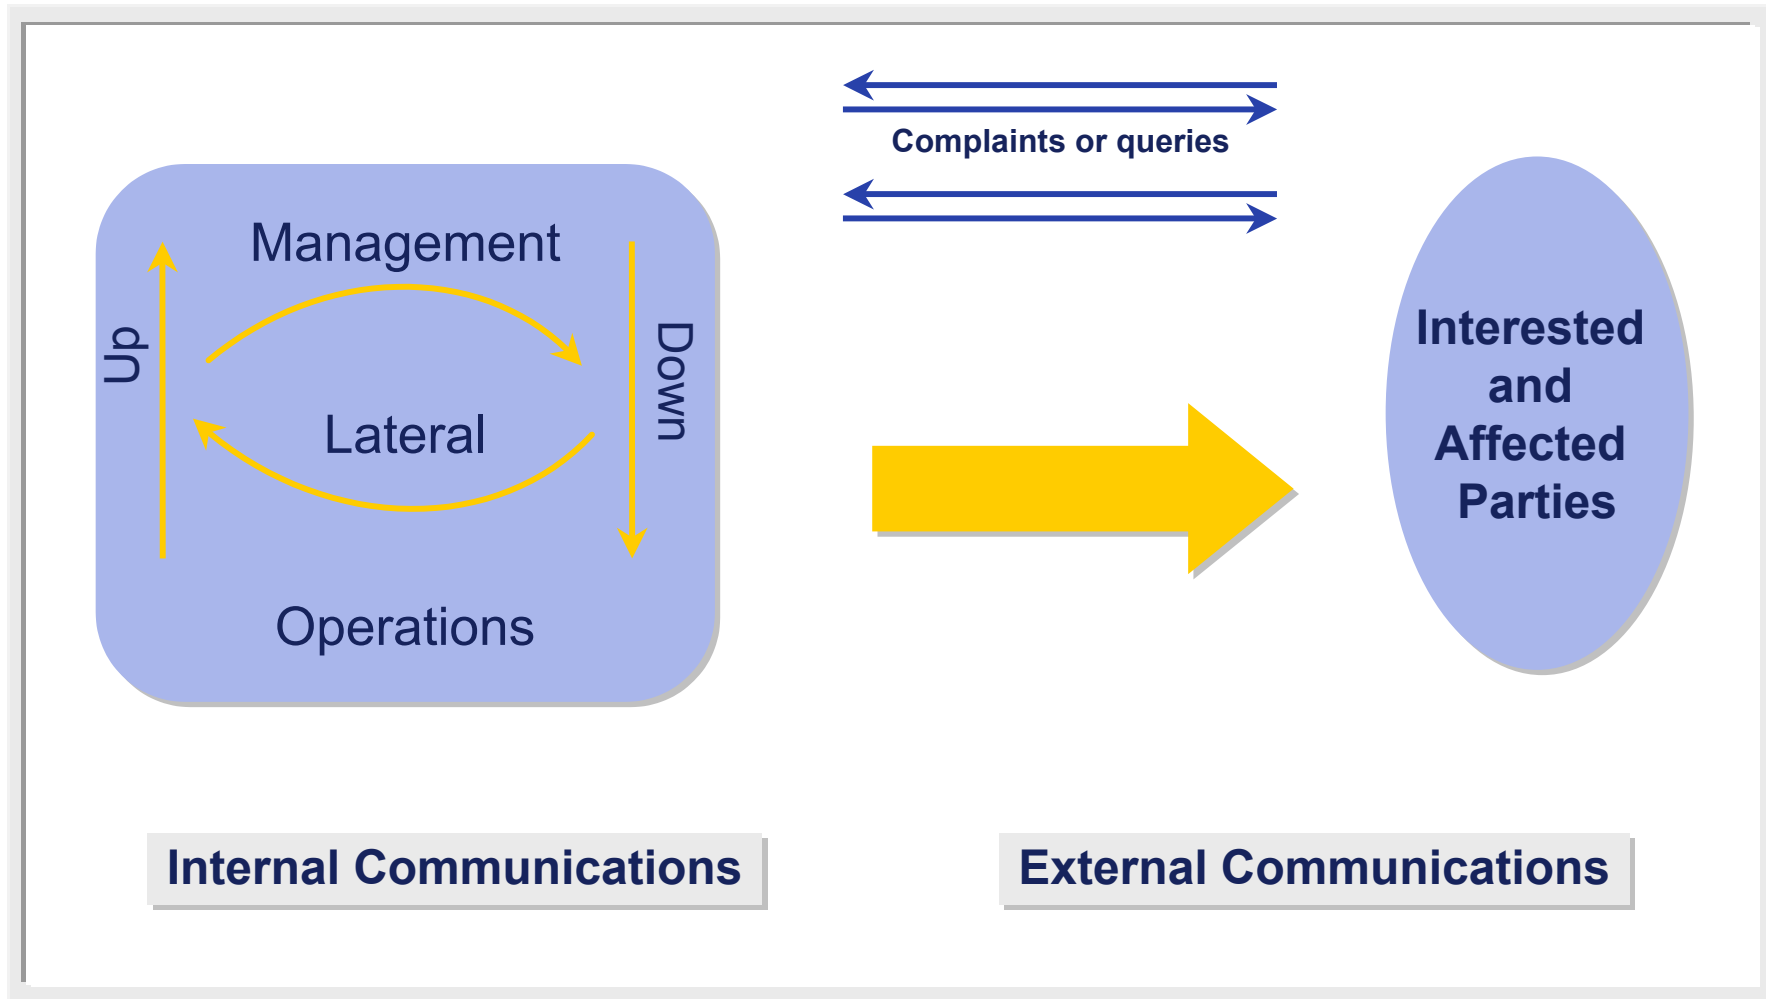 Complaints or queries
Management
Up
Down
Lateral
Operations
Interested
and
Affected
Parties
Internal Communications
External Communications